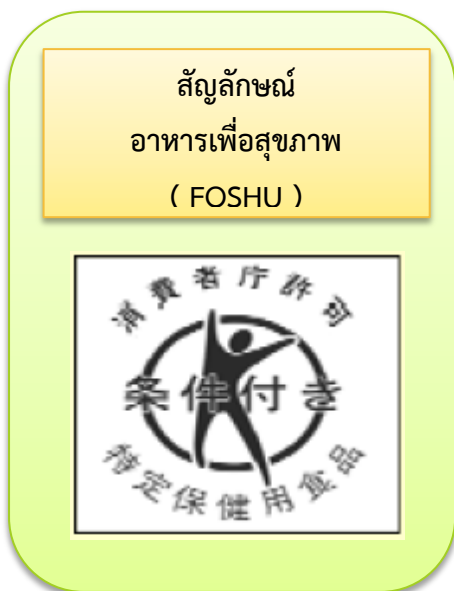 สัญลักษณ์
อาหารเพื่อสุขภาพ
( FOSHU )
消費者庁許可
条件付き
特定保健用食品